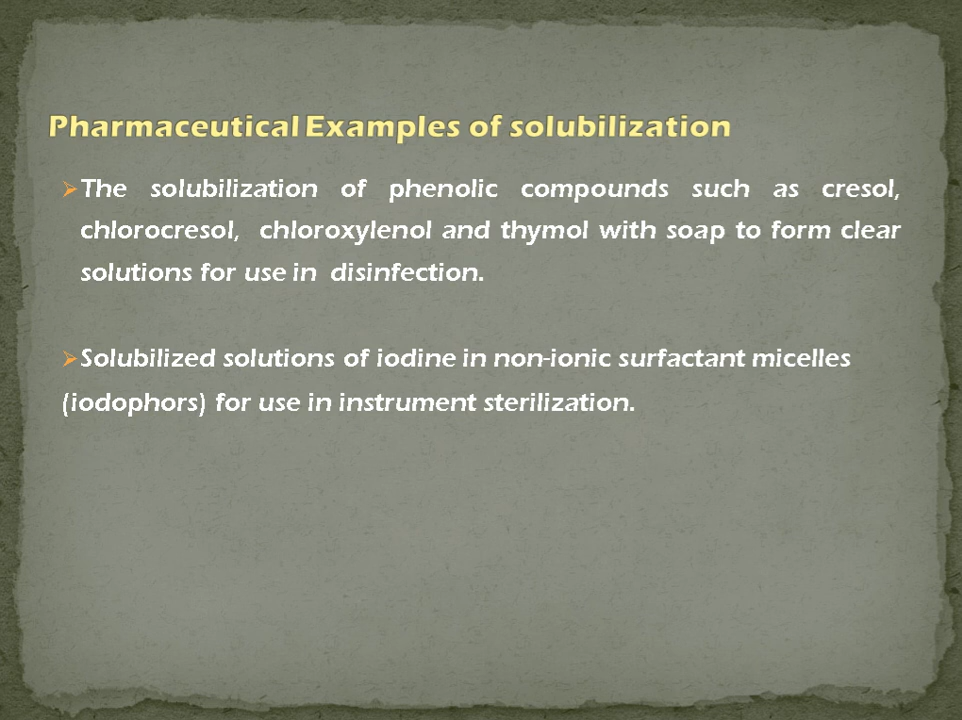 Pharmaceutical Examples of solubilization
➢The solubilization of phenolic compounds such as cresol,
chlorocresol, chloroxylenol and thymol with soap to form clear
solutions for use in disinfection.
➢Solubilized solutions of iodine in non-ionic surfactant micelles
(iodophors) for use in instrument sterilization.